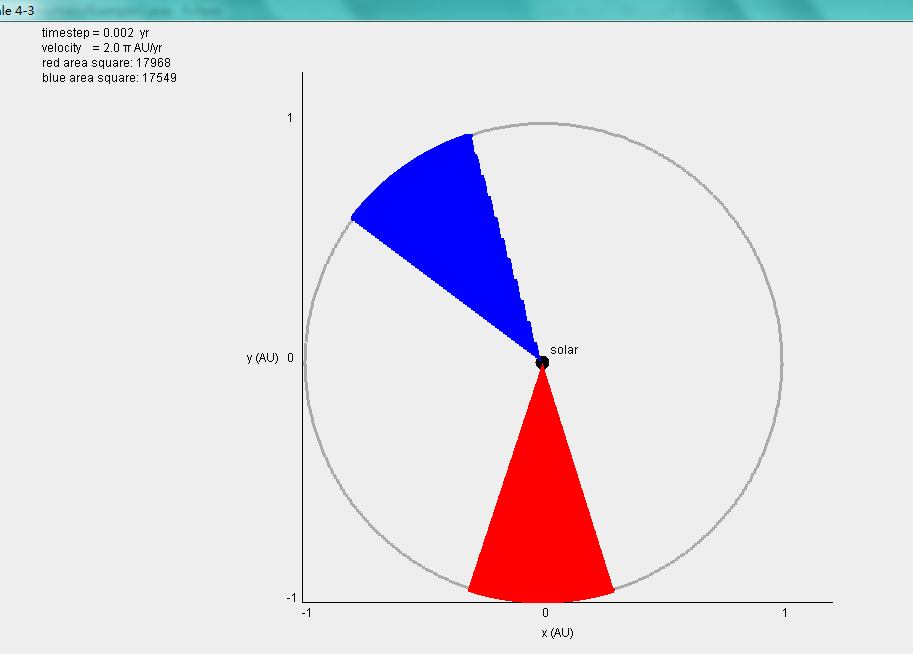 le 4-3
timestep = 0.002 yr
velocity = 2.0 π AU/yr
red area square: 17968
blue area square: 17549
1
solar
y (AU) 0
-1
-1 0 1
x (AU)